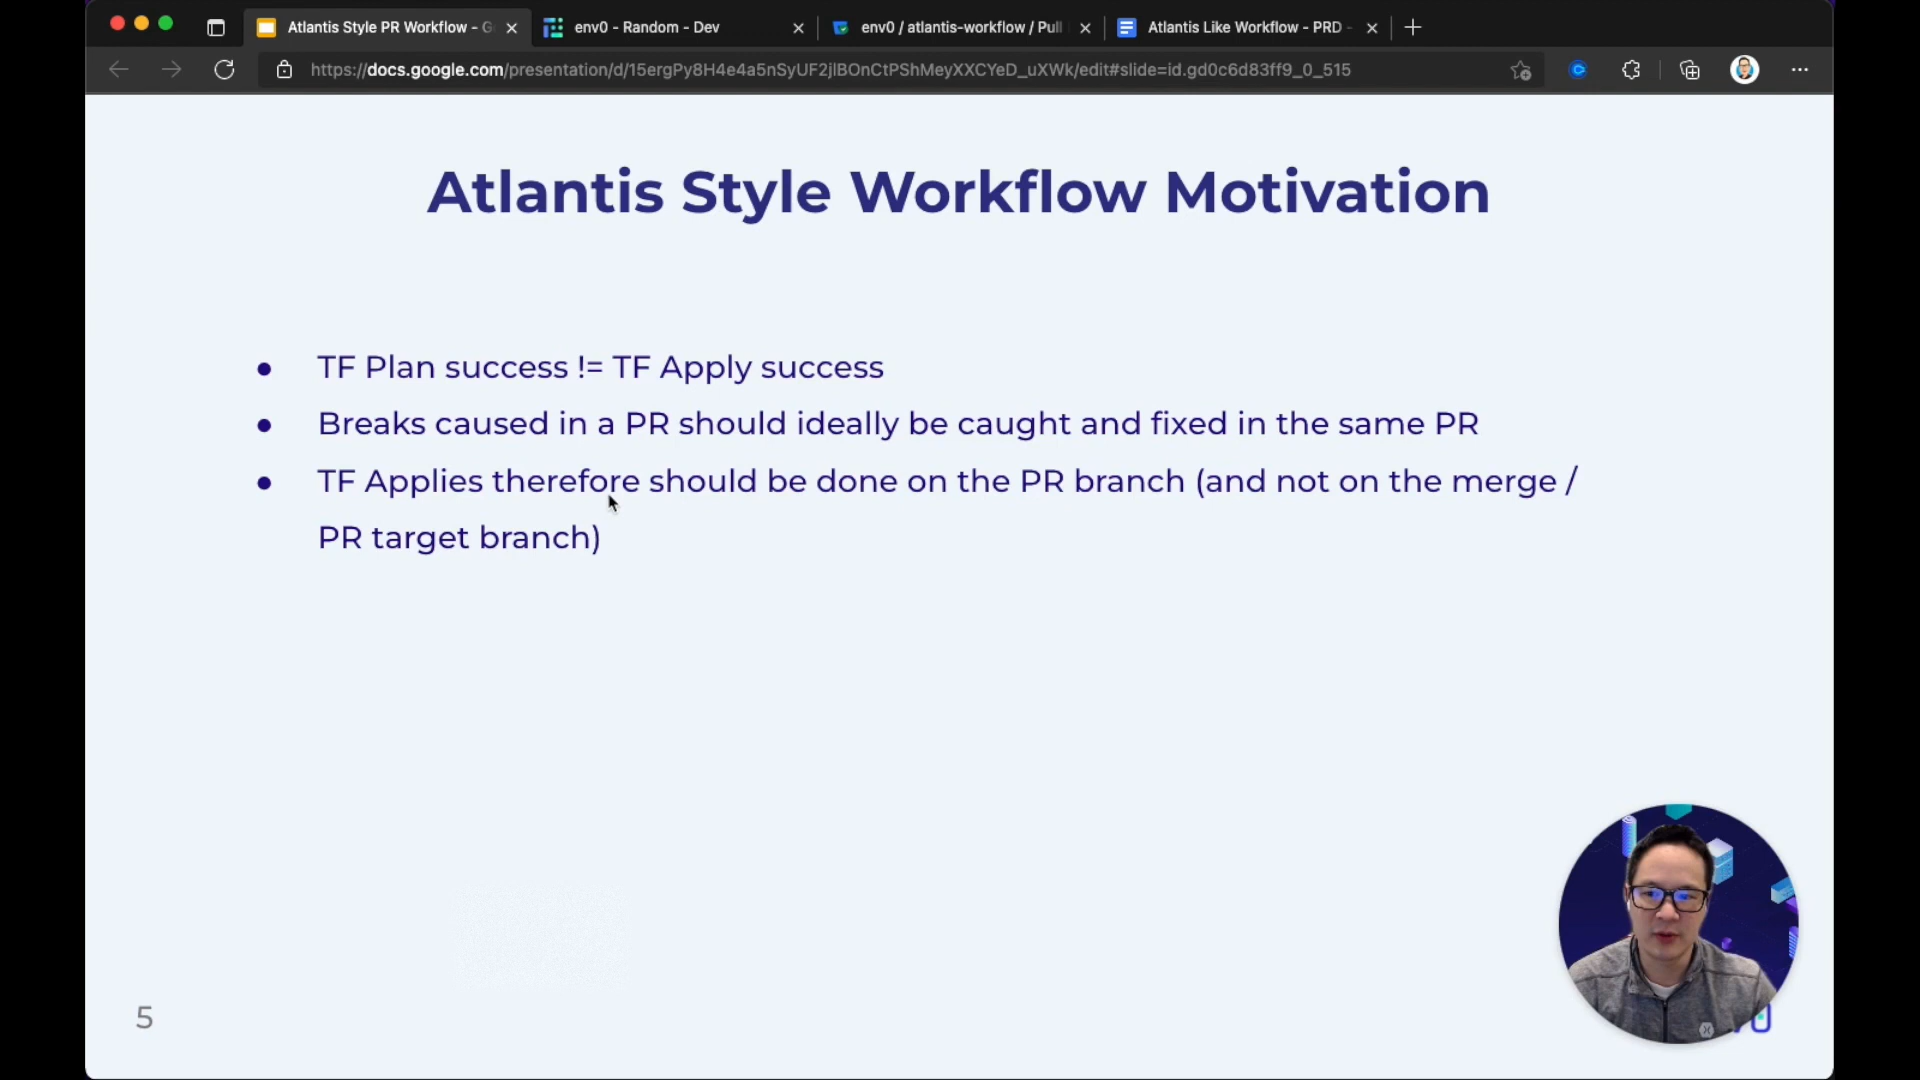 Atlantis Style PR Workflow - G
env0 - Random - Dev
env0 / atlantis-workflow / Pull
Atlantis Like Workflow - PRD -
https://docs.google.com/presentation/d/15ergPy8H4e4a5nSyUF2jlBOnCtPShMeyXXCYeD_uXWk/edit#slide=id.gd0c6d83ff9_0_515
Atlantis Style Workflow Motivation
● TF Plan success != TF Apply success
● Breaks caused in a PR should ideally be caught and fixed in the same PR
● TF Applies therefore should be done on the PR branch (and not on the merge /
PR target branch)
5